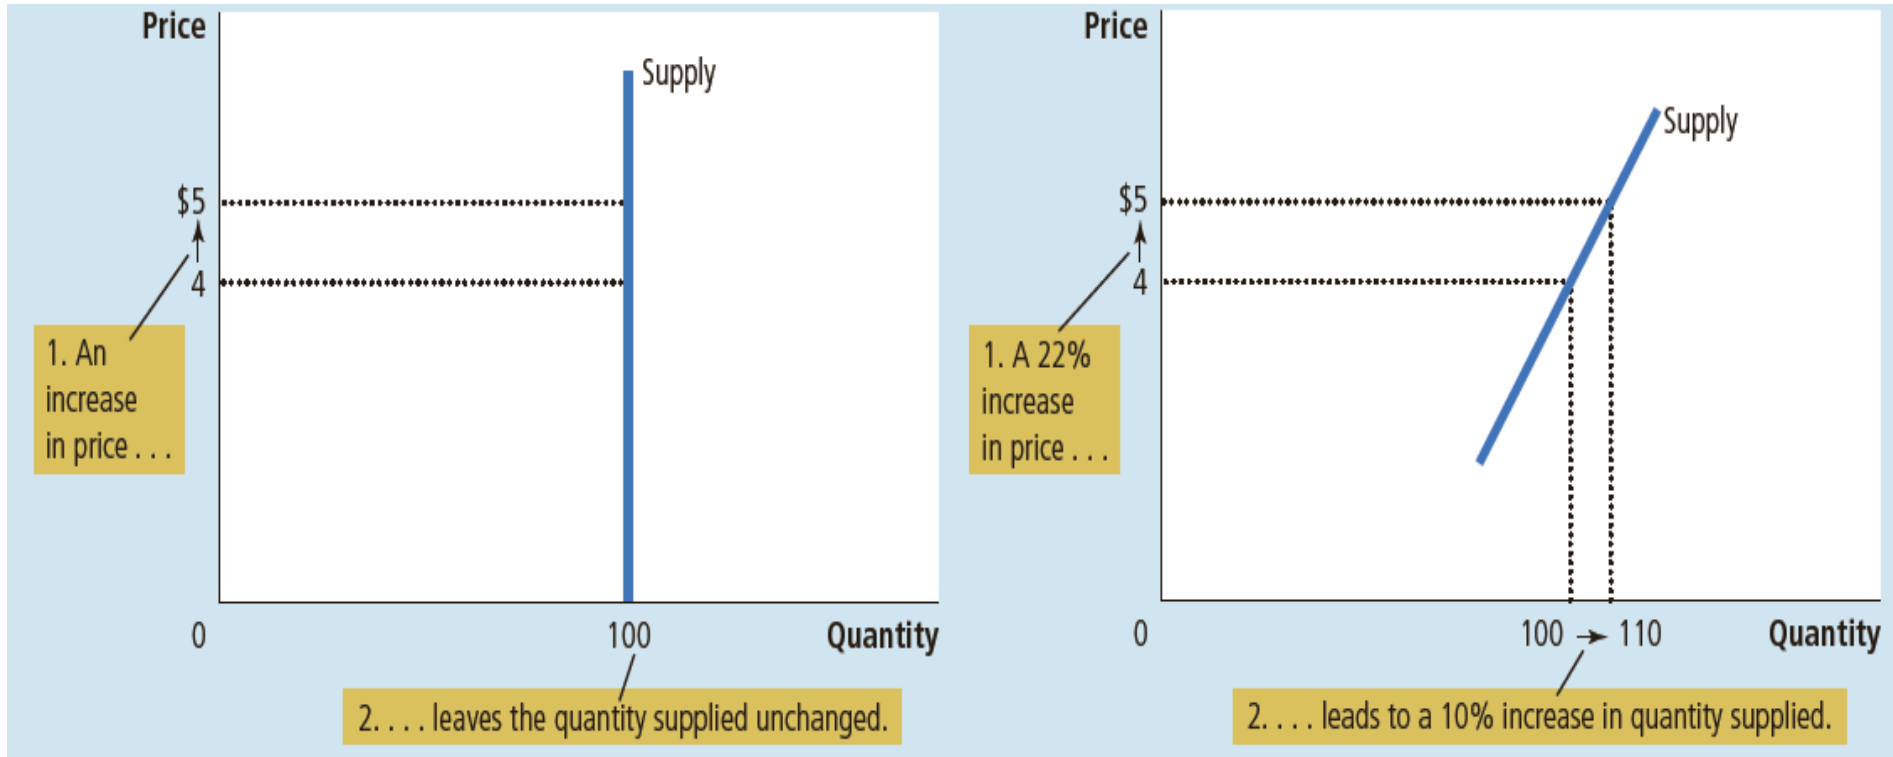 Price
Supply
$5
4
1. An
increase
in price . . .
0
100
Quantity
2. . . . leaves the quantity supplied unchanged.
Price
Supply
$5
4
1. A 22%
increase
in price . . .
0
100 → 110
Quantity
2. . . . leads to a 10% increase in quantity supplied.